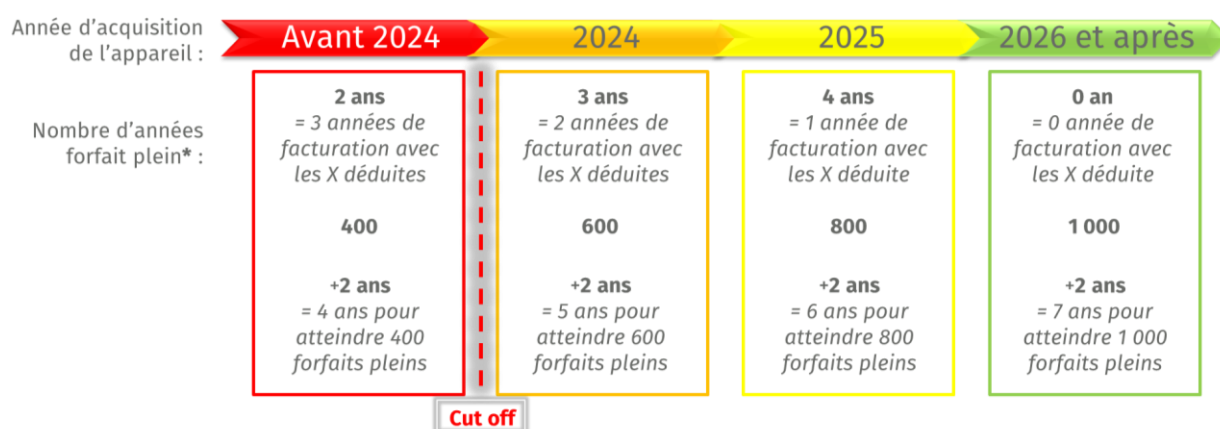 Année d'acquisition
de l'appareil :
Avant 2024
2024
2025
2026 et après
Nombre d'années
forfait plein* :
2 ans
= 3 années de
facturation avec
les X déduites
400
+2 ans
= 4 ans pour
atteindre 400
forfaits pleins
3 ans
= 2 années de
facturation avec
les X déduites
600
+2 ans
= 5 ans pour
atteindre 600
forfaits pleins
4 ans
= 1 année de
facturation avec
les X déduite
800
+2 ans
= 6 ans pour
atteindre 800
forfaits pleins
0 an
= 0 année de
facturation avec
les X déduite
1 000
+2 ans
= 7 ans pour
atteindre 1 000
forfaits pleins
Cut off